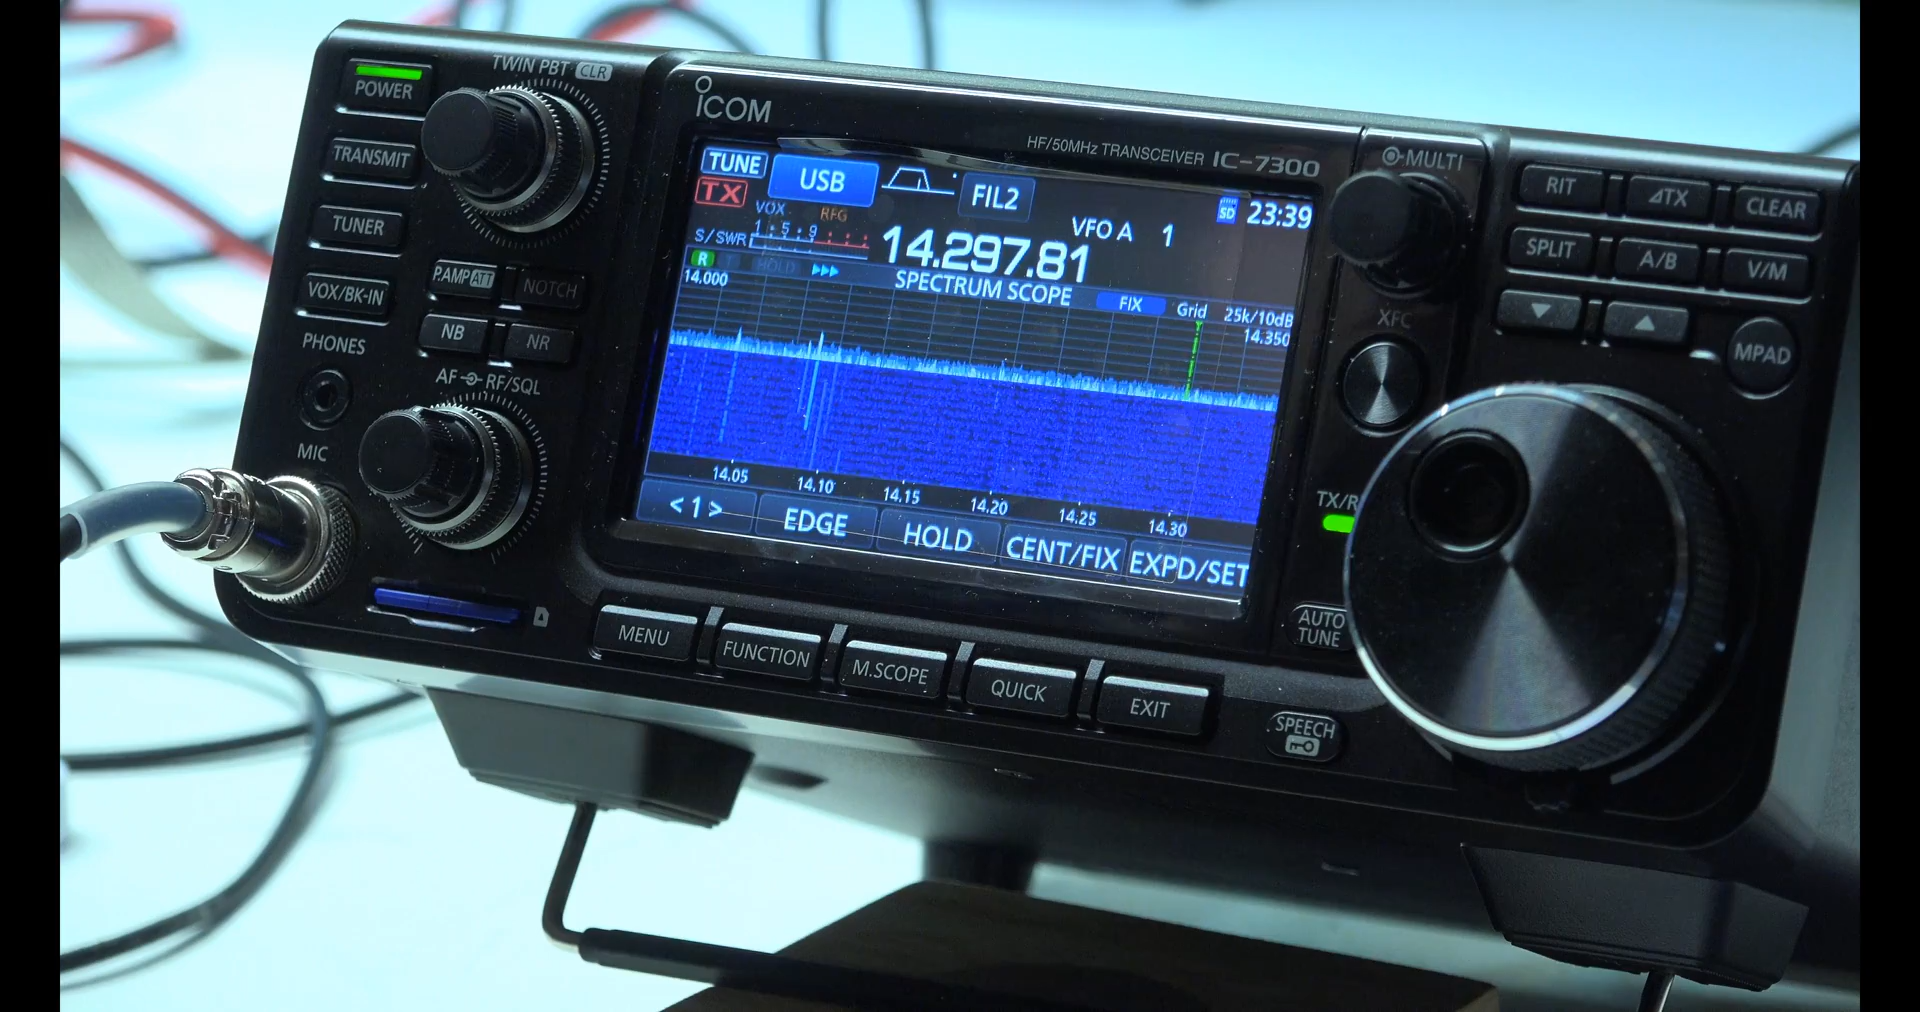 POWER
TRANSMIT
TUNER
VOX/BK-IN
PHONES
MIC
TWIN PBT CLR
P.AMP ATT
NOTCH
NB
NR
AF RF/SQL
ICOM
HF/50MHz TRANSCEIVER IC-7300
TUNE USB FIL2 SD 23:39
TX VOX RFG VFO A 1
S/SWR 1 5 9 14.297.81
R T HOLD
14.000 SPECTRUM SCOPE FIX Grid 25k/10dB
14.350
14.05 14.10 14.15 14.20 14.25 14.30
<1> EDGE HOLD CENT/FIX EXPD/SET
MENU FUNCTION M.SCOPE QUICK EXIT
MULTI
XFC
TX/R
AUTO
TUNE
SPEECH
RIT ⊿TX CLEAR
SPLIT A/B V/M
MPAD